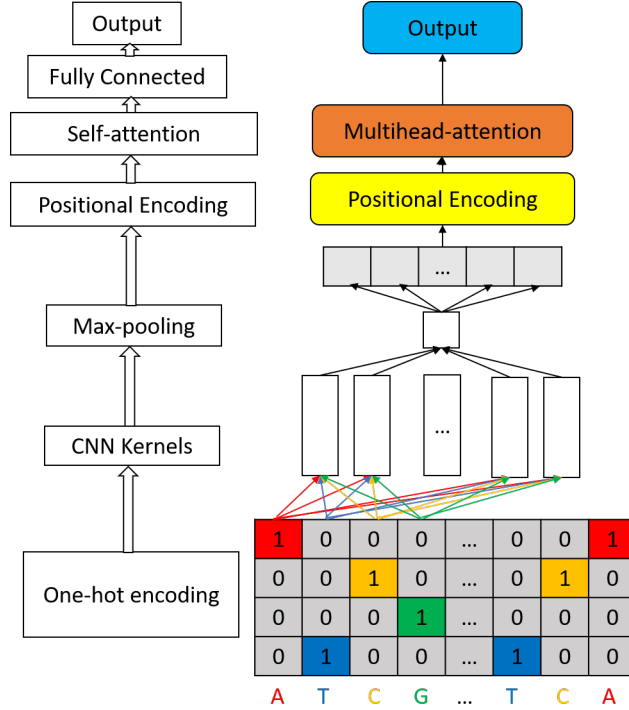 Output
Fully Connected
Self-attention
Positional Encoding
Max-pooling
CNN Kernels
One-hot encoding
Output
Multihead-attention
Positional Encoding
...
...
1 0 0 0 ... 0 0 1
0 0 1 0 ... 0 1 0
0 0 0 1 ... 0 0 0
0 1 0 0 ... 1 0 0
A T C G ... T C A